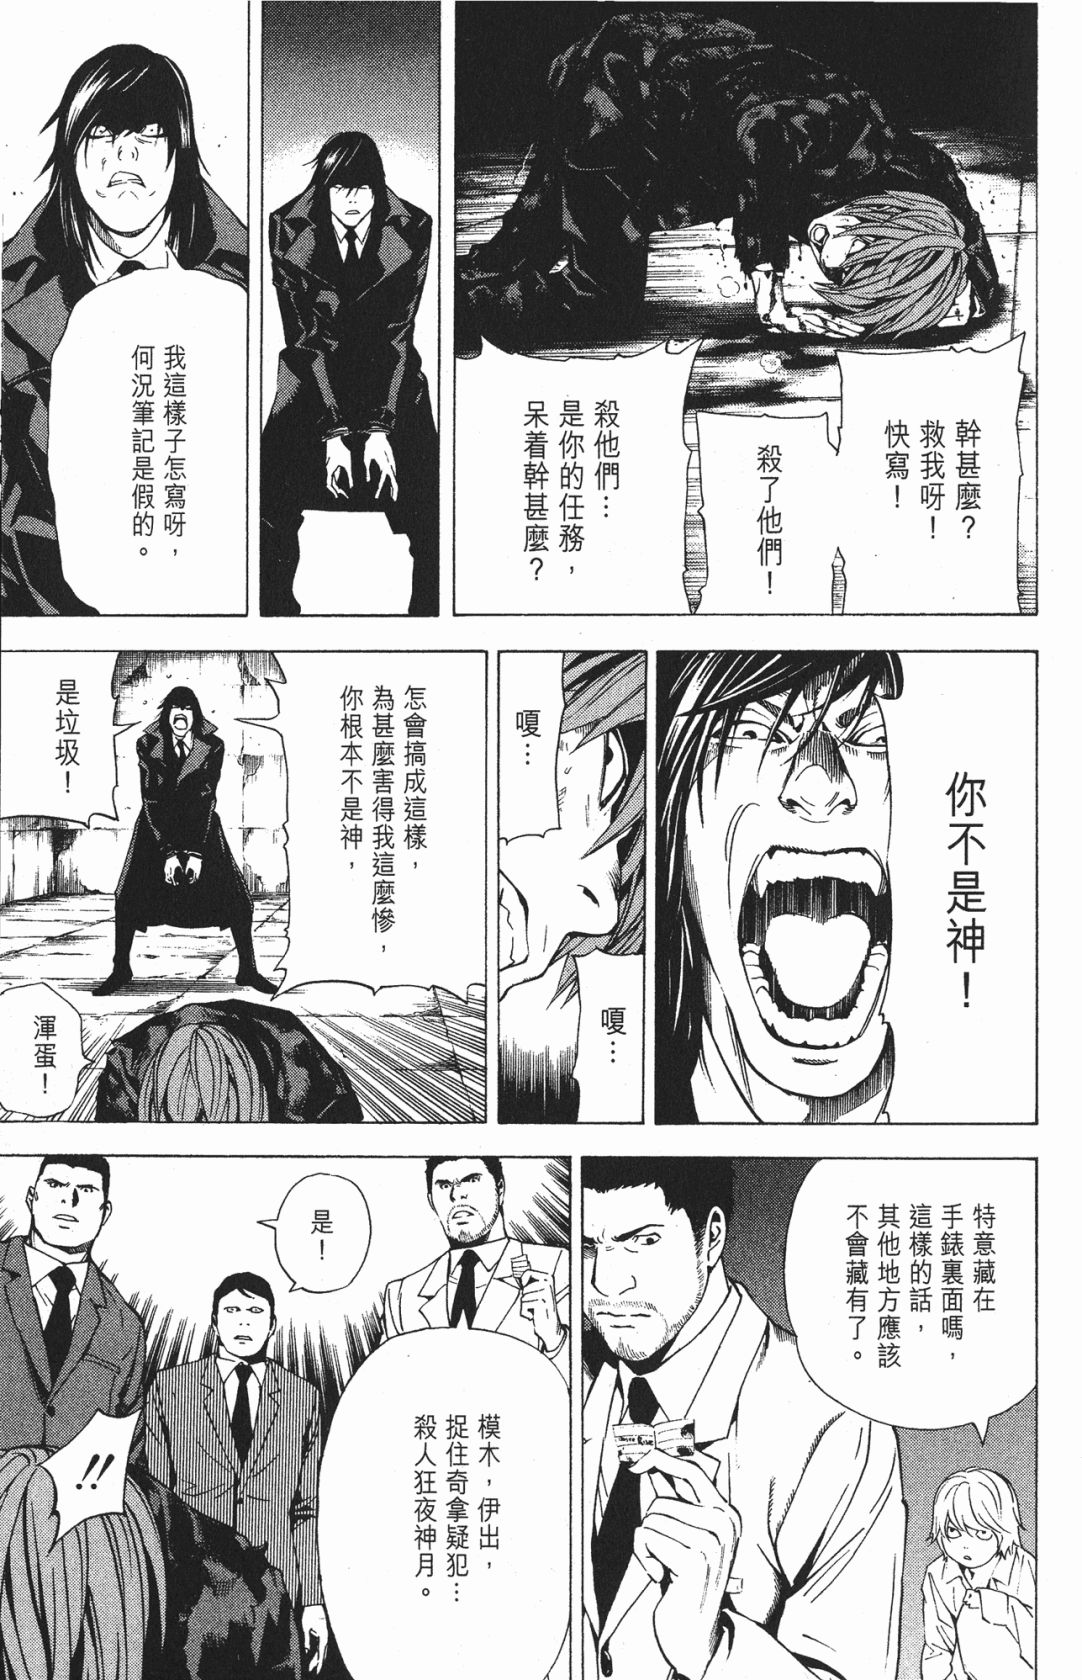 幹甚麼？
救我呀！
快寫！
殺了他們！
殺他們…
是你的任務，
呆着幹甚麼？
我這樣子怎寫呀，
何況筆記是假的。
你不是神！
嗄…
嗄…
怎會搞成這樣，
為甚麼害得我這麼慘，
你根本不是神，
是垃圾！
渾蛋！
特意藏在
手錶裏面嗎，
這樣的話，
其他地方應該
不會藏有了。
模木，伊出，
捉住奇拿疑犯…
殺人狂夜神月。
是！
!!